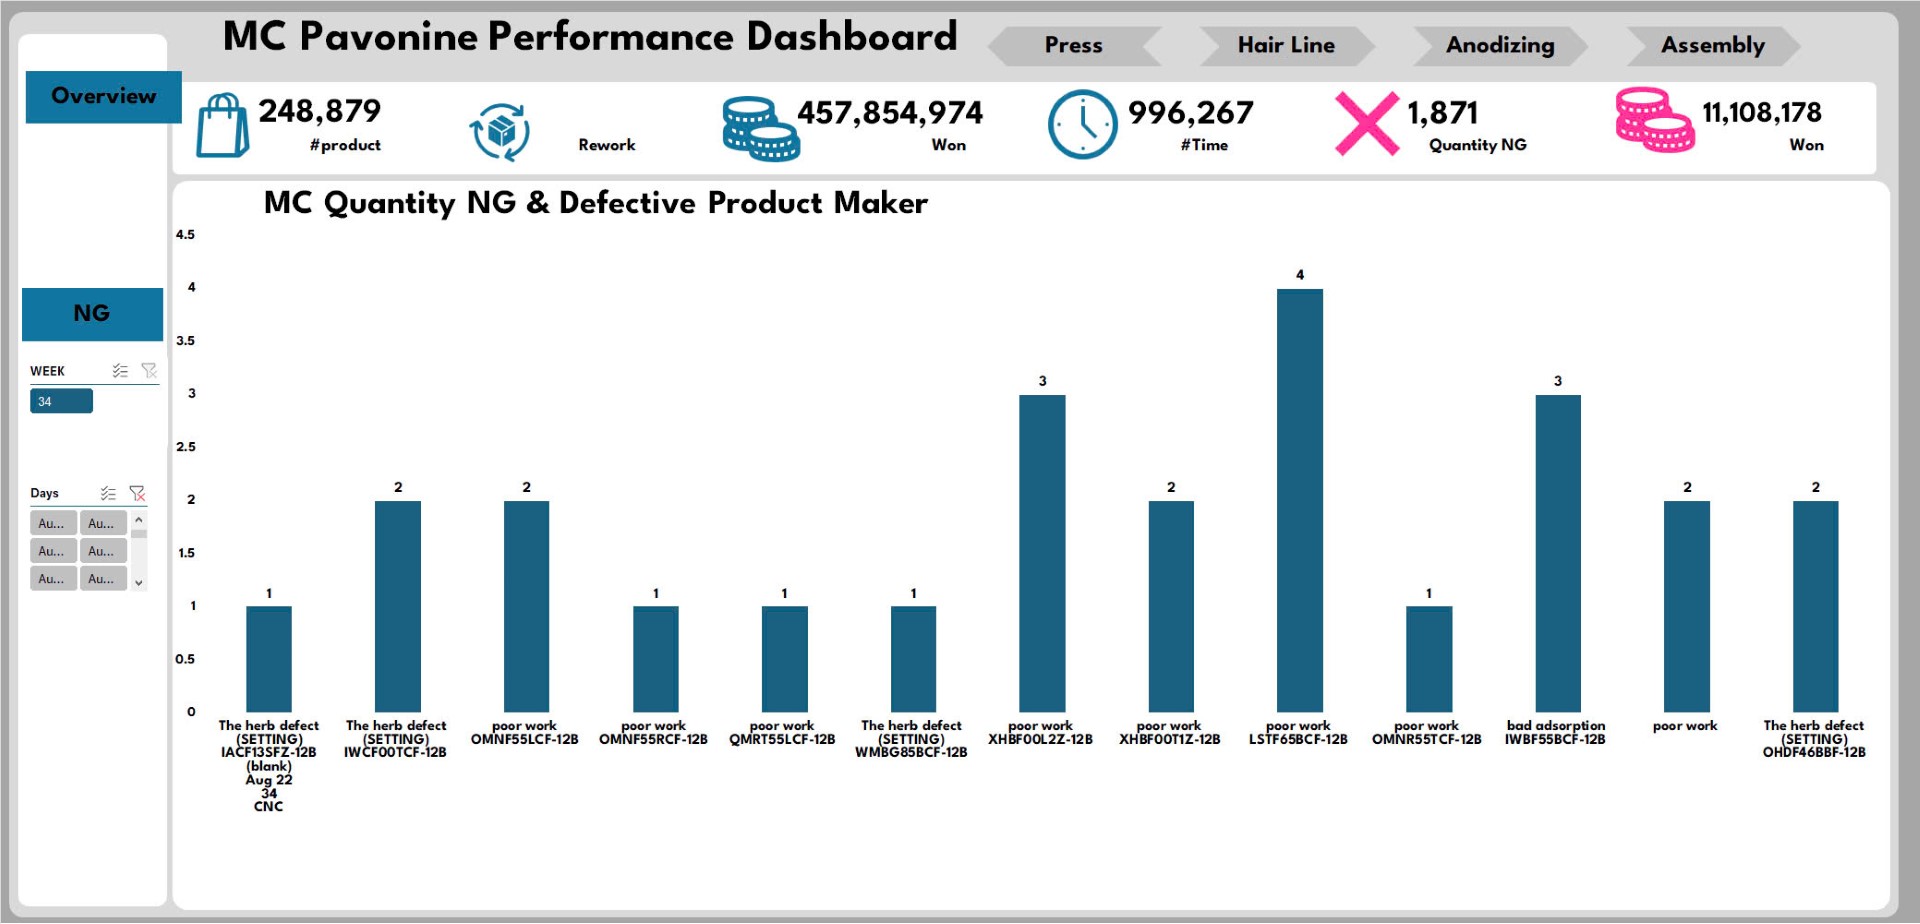 MC Pavonine Performance Dashboard
Press
Hair Line
Anodizing
Assembly
Overview
248,879
#product
Rework
457,854,974
Won
996,267
#Time
1,871
Quantity NG
11,108,178
Won
MC Quantity NG & Defective Product Maker
NG
WEEK
34
Days
Au...
Au...
Au...
Au...
Au...
Au...
4.5
4
3.5
3
2.5
2
1.5
1
0.5
0
1
2
2
1
1
1
3
2
4
1
3
2
2
The herb defect
(SETTING)
IACF13SFZ-12B
(blank)
Aug 22
34
CNC
The herb defect
(SETTING)
IWCF00TCF-12B
poor work
OMNF55LCF-12B
poor work
OMNF55RCF-12B
poor work
QMRT55LCF-12B
The herb defect
(SETTING)
WMBG85BCF-12B
poor work
XHBF00L2Z-12B
poor work
XHBF00T1Z-12B
poor work
LSTF65BCF-12B
poor work
OMNR55TCF-12B
bad adsorption
IWBF55BCF-12B
poor work
The herb defect
(SETTING)
OHDF46BBF-12B